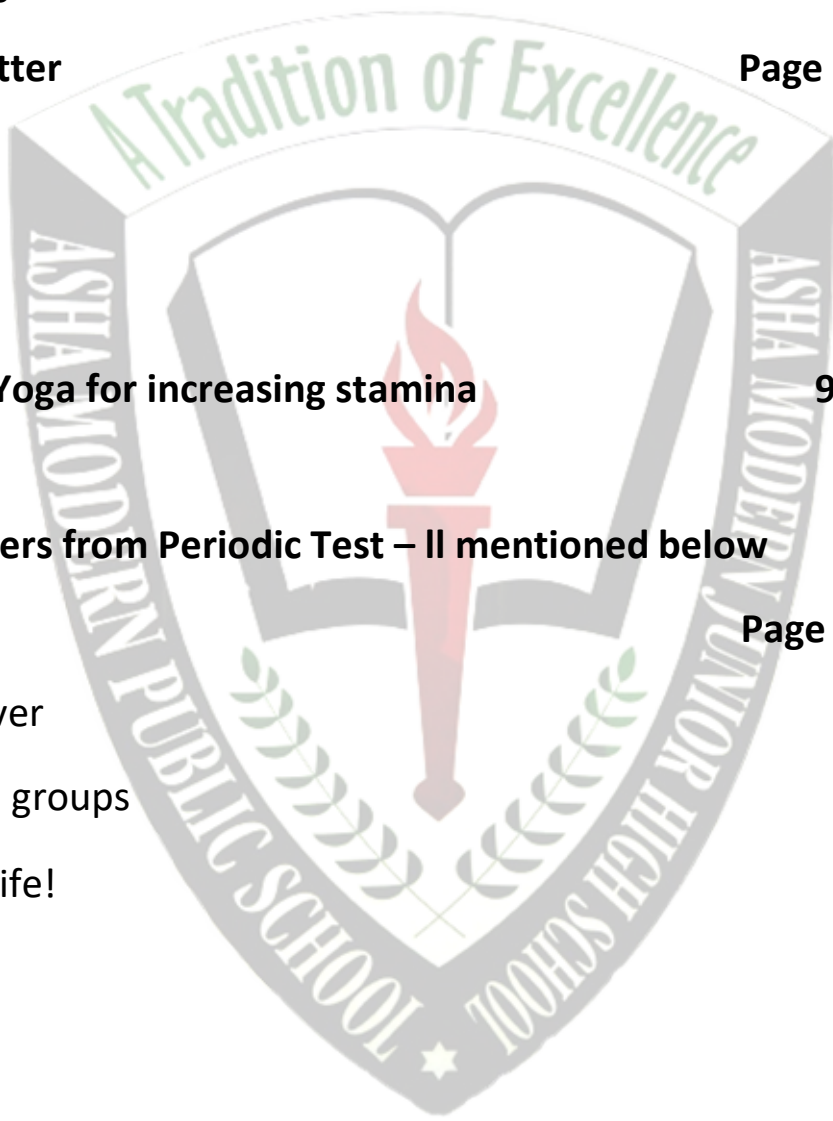 tter Page
A Tradition of Excellence
Yoga for increasing stamina 9
ers from Periodic Test – ll mentioned below
Page
ver
groups
ife!
ASHA MODERN PUBLIC SCHOOL
ASHA MODERN JUNIOR HIGH SCHOOL